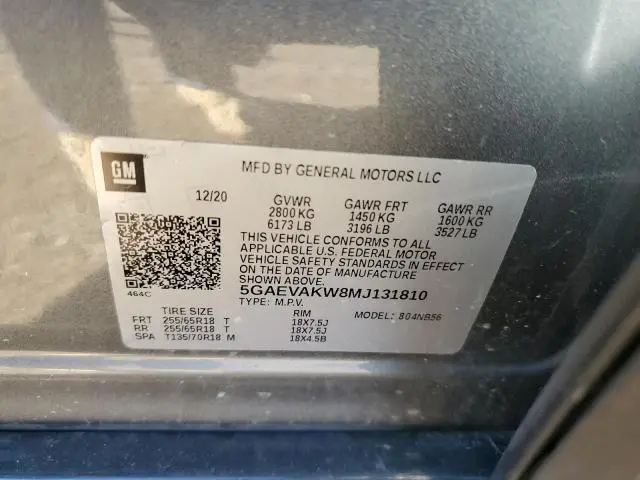 GM
MFD BY GENERAL MOTORS LLC
12/20 GVWR GAWR FRT GAWR RR
2800 KG 1450 KG 1600 KG
6173 LB 3196 LB 3527 LB
THIS VEHICLE CONFORMS TO ALL
APPLICABLE U.S. FEDERAL MOTOR
VEHICLE SAFETY STANDARDS IN EFFECT
ON THE DATE OF MANUFACTURE
SHOWN ABOVE.
464C
5GAEVAKW8MJ131810
TYPE: M.P.V. MODEL: 804NB56
TIRE SIZE RIM
FRT 255/65R18 T 18X7.5J
RR 255/65R18 T 18X7.5J
SPA T135/70R18 M 18X4.5B